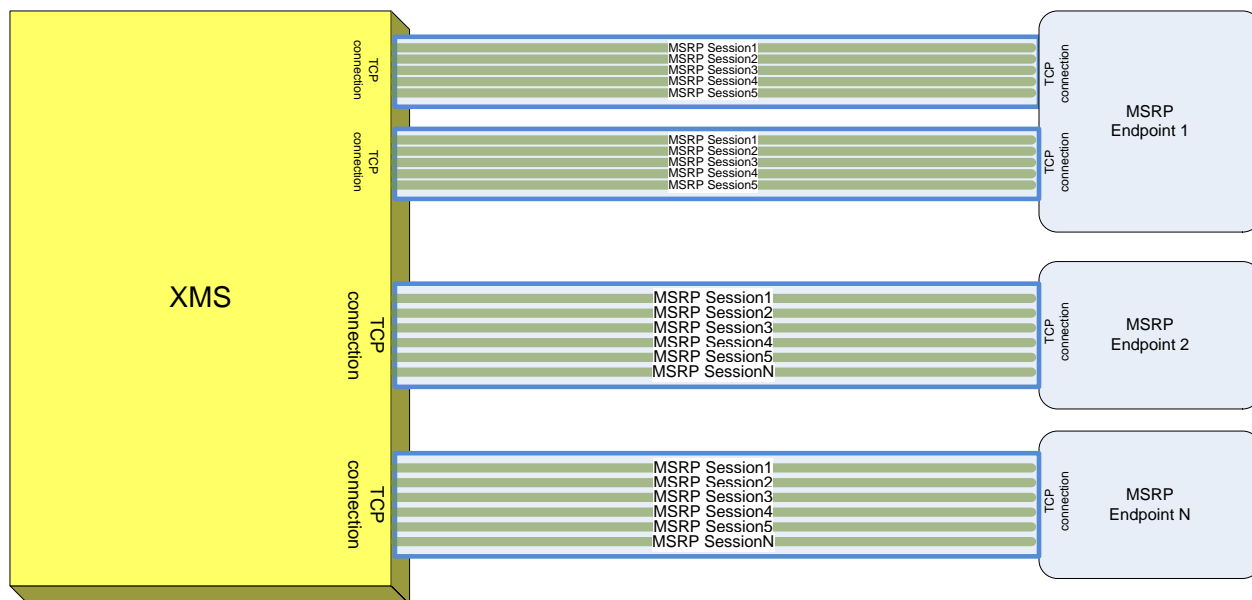 XMS
TCP
connection
MSRP Session1
MSRP Session2
MSRP Session3
MSRP Session4
MSRP Session5
TCP
connection
TCP
connection
MSRP Session1
MSRP Session2
MSRP Session3
MSRP Session4
MSRP Session5
TCP
connection
MSRP
Endpoint 1
TCP
connection
MSRP Session1
MSRP Session2
MSRP Session3
MSRP Session4
MSRP Session5
MSRP SessionN
TCP
connection
MSRP
Endpoint 2
TCP
connection
MSRP Session1
MSRP Session2
MSRP Session3
MSRP Session4
MSRP Session5
MSRP SessionN
TCP
connection
MSRP
Endpoint N